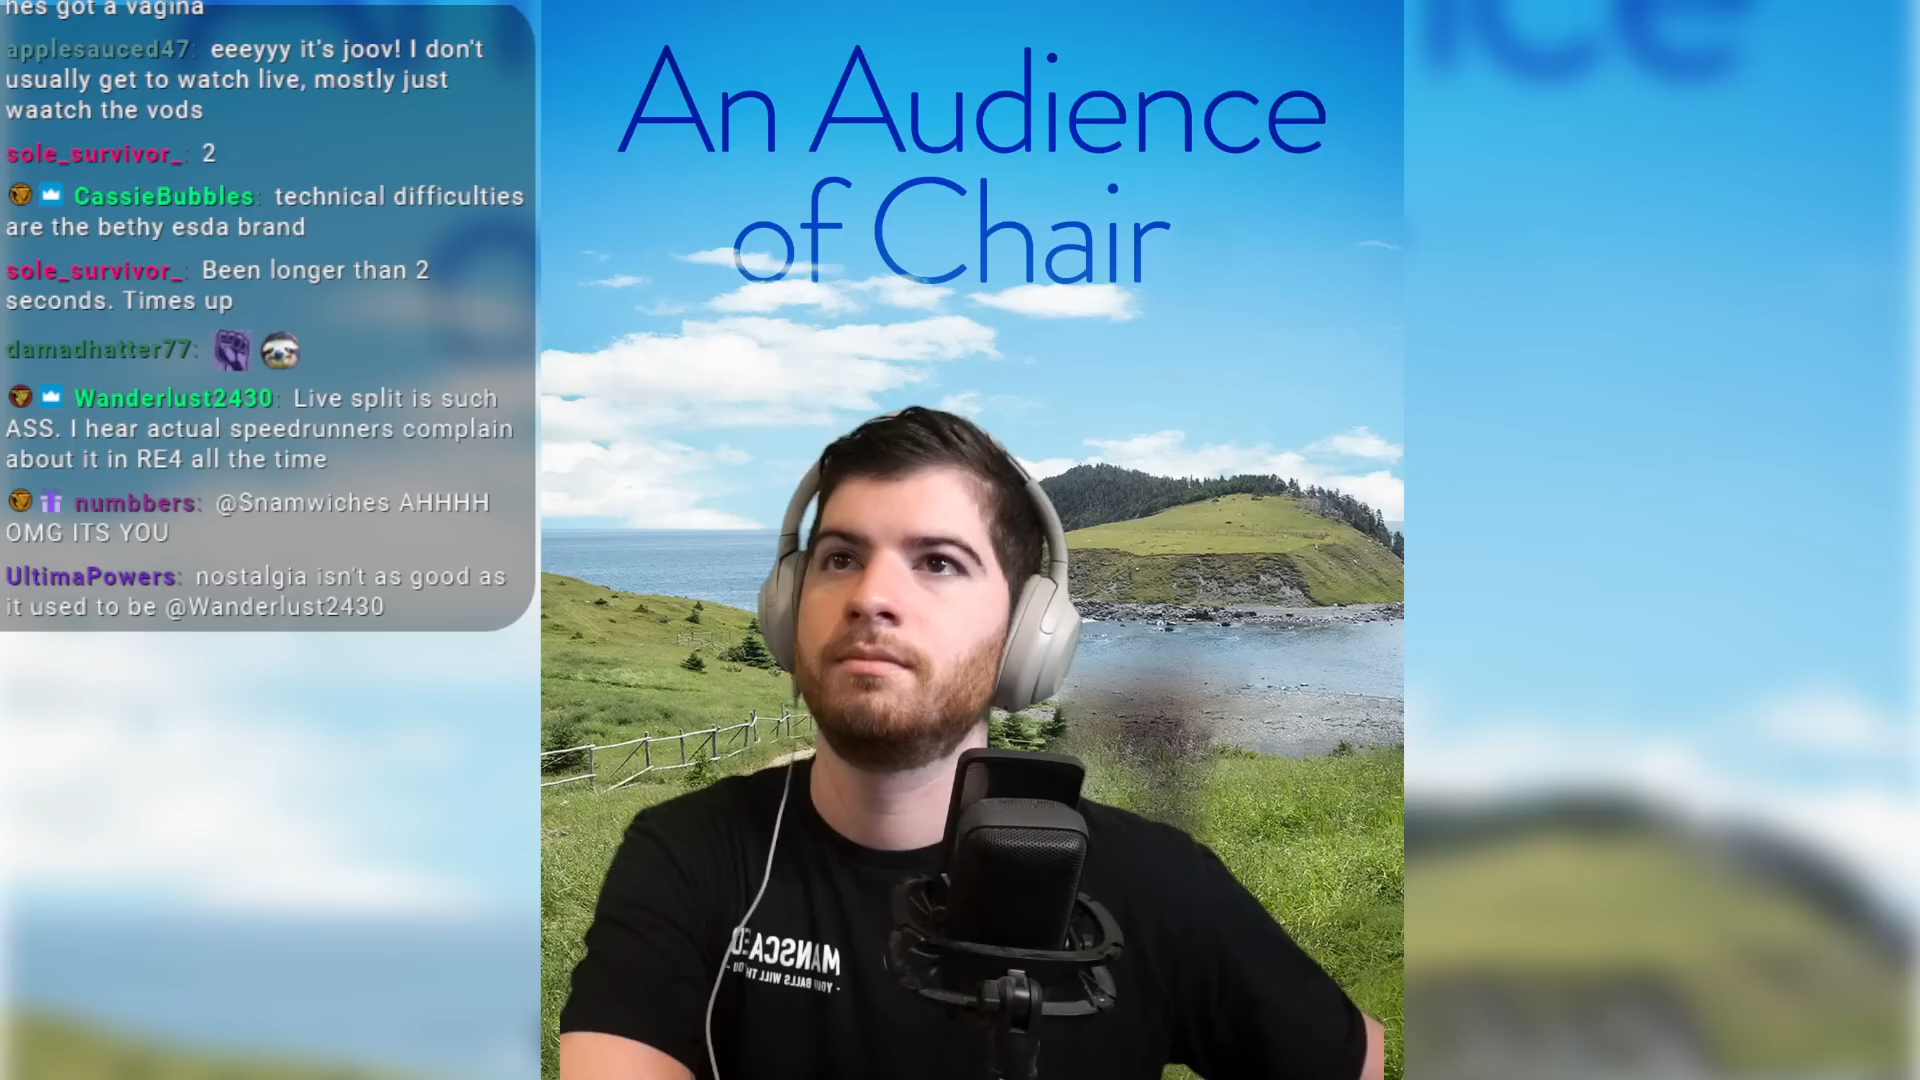 hes got a vagina
applesauced47: eeeyyy it's joov! I don't
usually get to watch live, mostly just
waatch the vods
sole_survivor_: 2
CassieBubbles: technical difficulties
are the bethy esda brand
sole_survivor_: Been longer than 2
seconds. Times up
damadhatter77:
Wanderlust2430: Live split is such
ASS. I hear actual speedrunners complain
about it in RE4 all the time
numbbers: @Snamwiches AHHHH
OMG ITS YOU
UltimaPowers: nostalgia isn't as good as
it used to be @Wanderlust2430
An Audience
of Chair
MANSCA
BALLS WILL